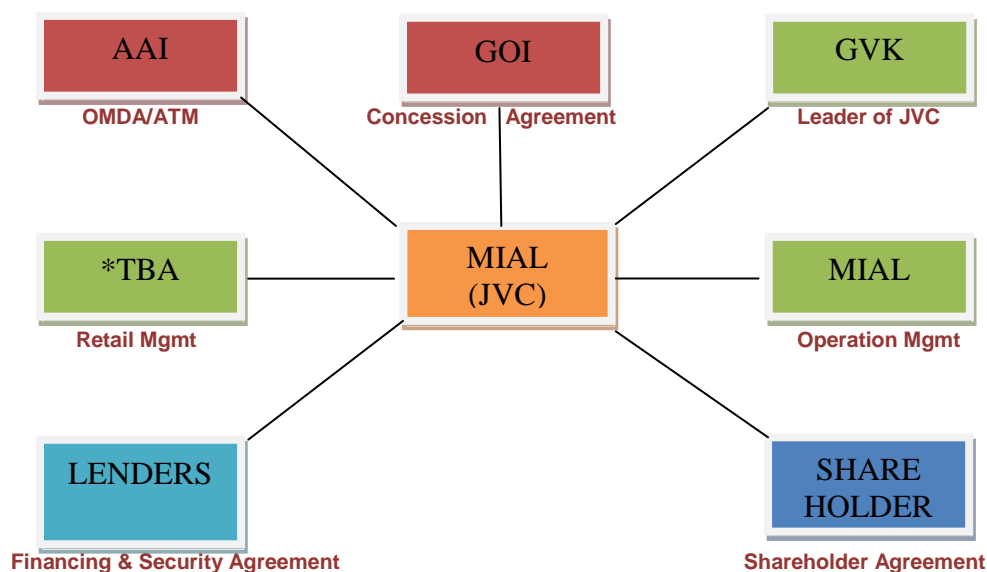 AAI
OMDA/ATM
GOI
Concession Agreement
GVK
Leader of JVC
*TBA
Retail Mgmt
MIAL
(JVC)
MIAL
Operation Mgmt
LENDERS
Financing & Security Agreement
SHARE
HOLDER
Shareholder Agreement